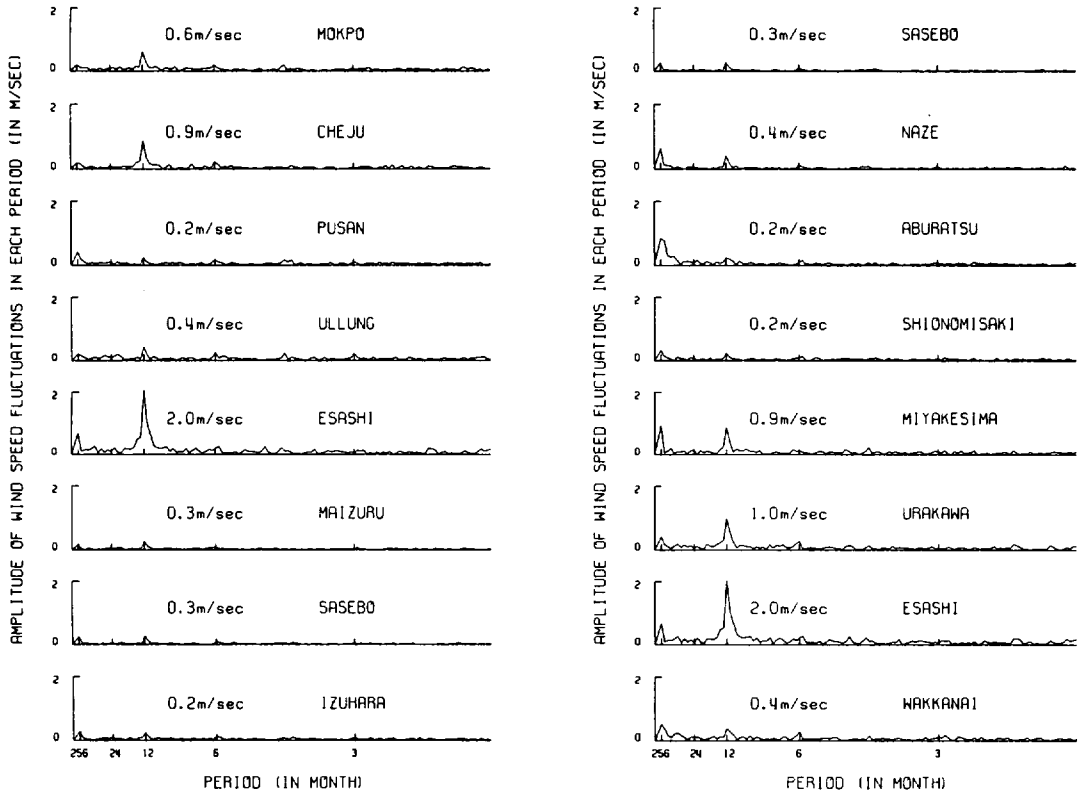 AMPLITUDE OF WIND SPEED FLUCTUATIONS IN EACH PERIOD (IN M/SEC)
2
0.6m/sec MOKPO
0
2
0.9m/sec CHEJU
0
2
0.2m/sec PUSAN
0
2
0.4m/sec ULLUNG
0
2
2.0m/sec ESASHI
0
2
0.3m/sec MAIZURU
0
2
0.3m/sec SASEBO
0
2
0.2m/sec IZUHARA
0
256 24 12 6 3
PERIOD (IN MONTH)
AMPLITUDE OF WIND SPEED FLUCTUATIONS IN EACH PERIOD (IN M/SEC)
2
0.3m/sec SASEBO
0
2
0.4m/sec NAZE
0
2
0.2m/sec ABURATSU
0
2
0.2m/sec SHIONOMISAKI
0
2
0.9m/sec MIYAKESIMA
0
2
1.0m/sec URAKAWA
0
2
2.0m/sec ESASHI
0
2
0.4m/sec WAKKANAI
0
256 24 12 6 3
PERIOD (IN MONTH)